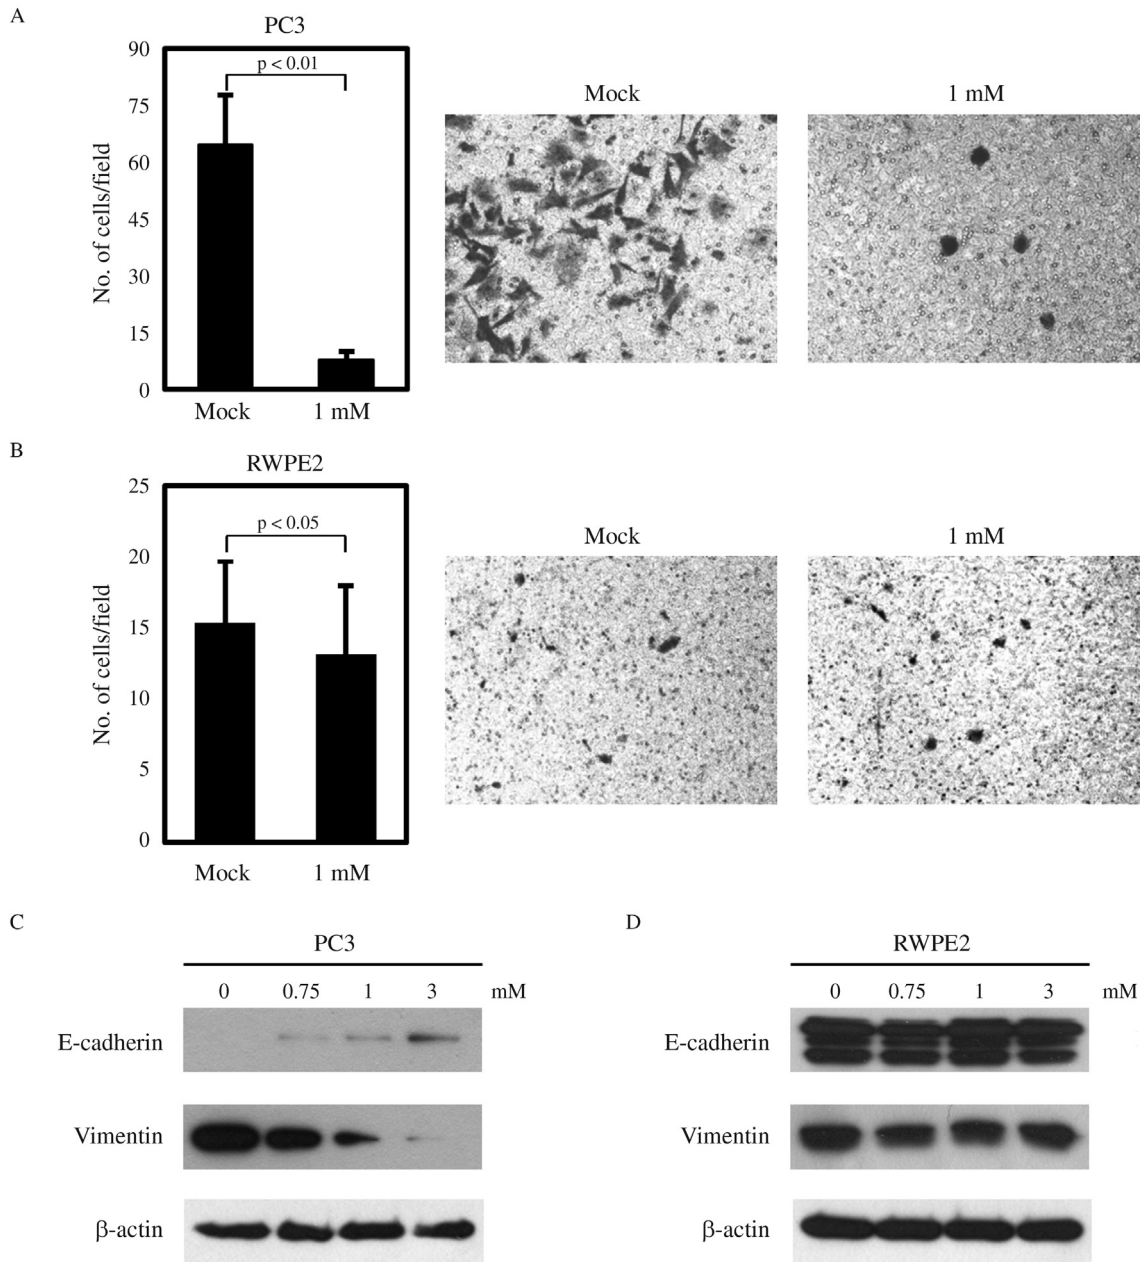 A
PC3
90
75
60
45
30
15
0
No. of cells/field
p < 0.01
Mock 1 mM
Mock
1 mM
B
RWPE2
25
20
15
10
5
0
No. of cells/field
p < 0.05
Mock 1 mM
Mock
1 mM
C
PC3
0 0.75 1 3 mM
E-cadherin
Vimentin
β-actin
D
RWPE2
0 0.75 1 3 mM
E-cadherin
Vimentin
β-actin